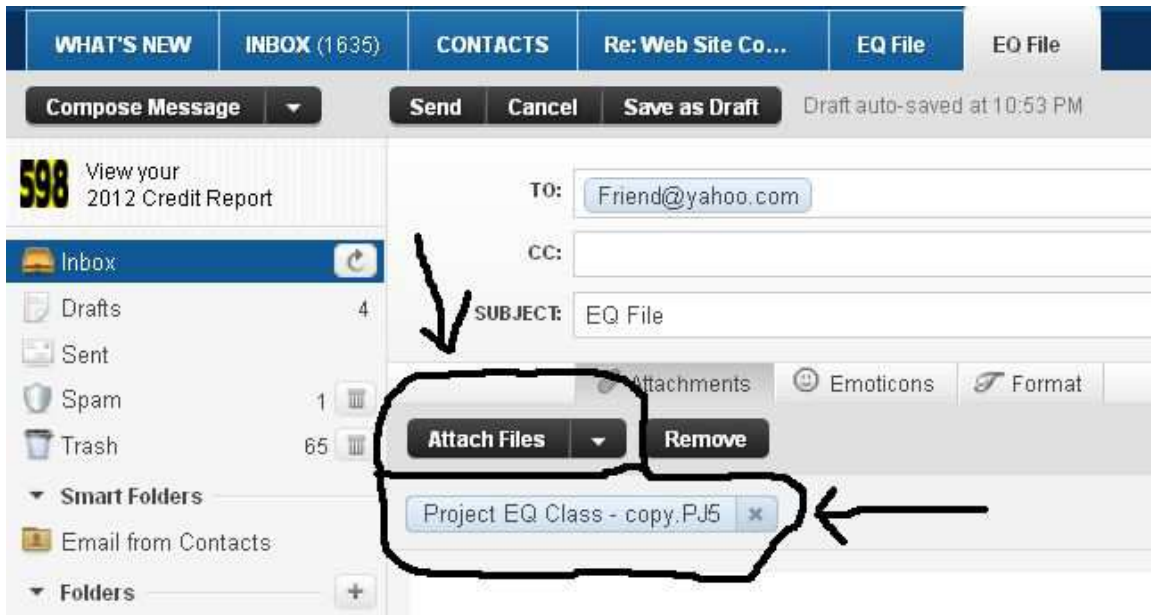 WHAT'S NEW INBOX (1635) CONTACTS Re: Web Site Co... EQ File EQ File
Compose Message Send Cancel Save as Draft Draft auto-saved at 10:53 PM
598 View your
2012 Credit Report
TO: Friend@yahoo.com
Inbox
CC:
Drafts 4
SUBJECT: EQ File
Sent
Attachments Emoticons Format
Spam 1
Trash 65
Attach Files Remove
Smart Folders
Project EQ Class - copy.PJ5
Email from Contacts
Folders